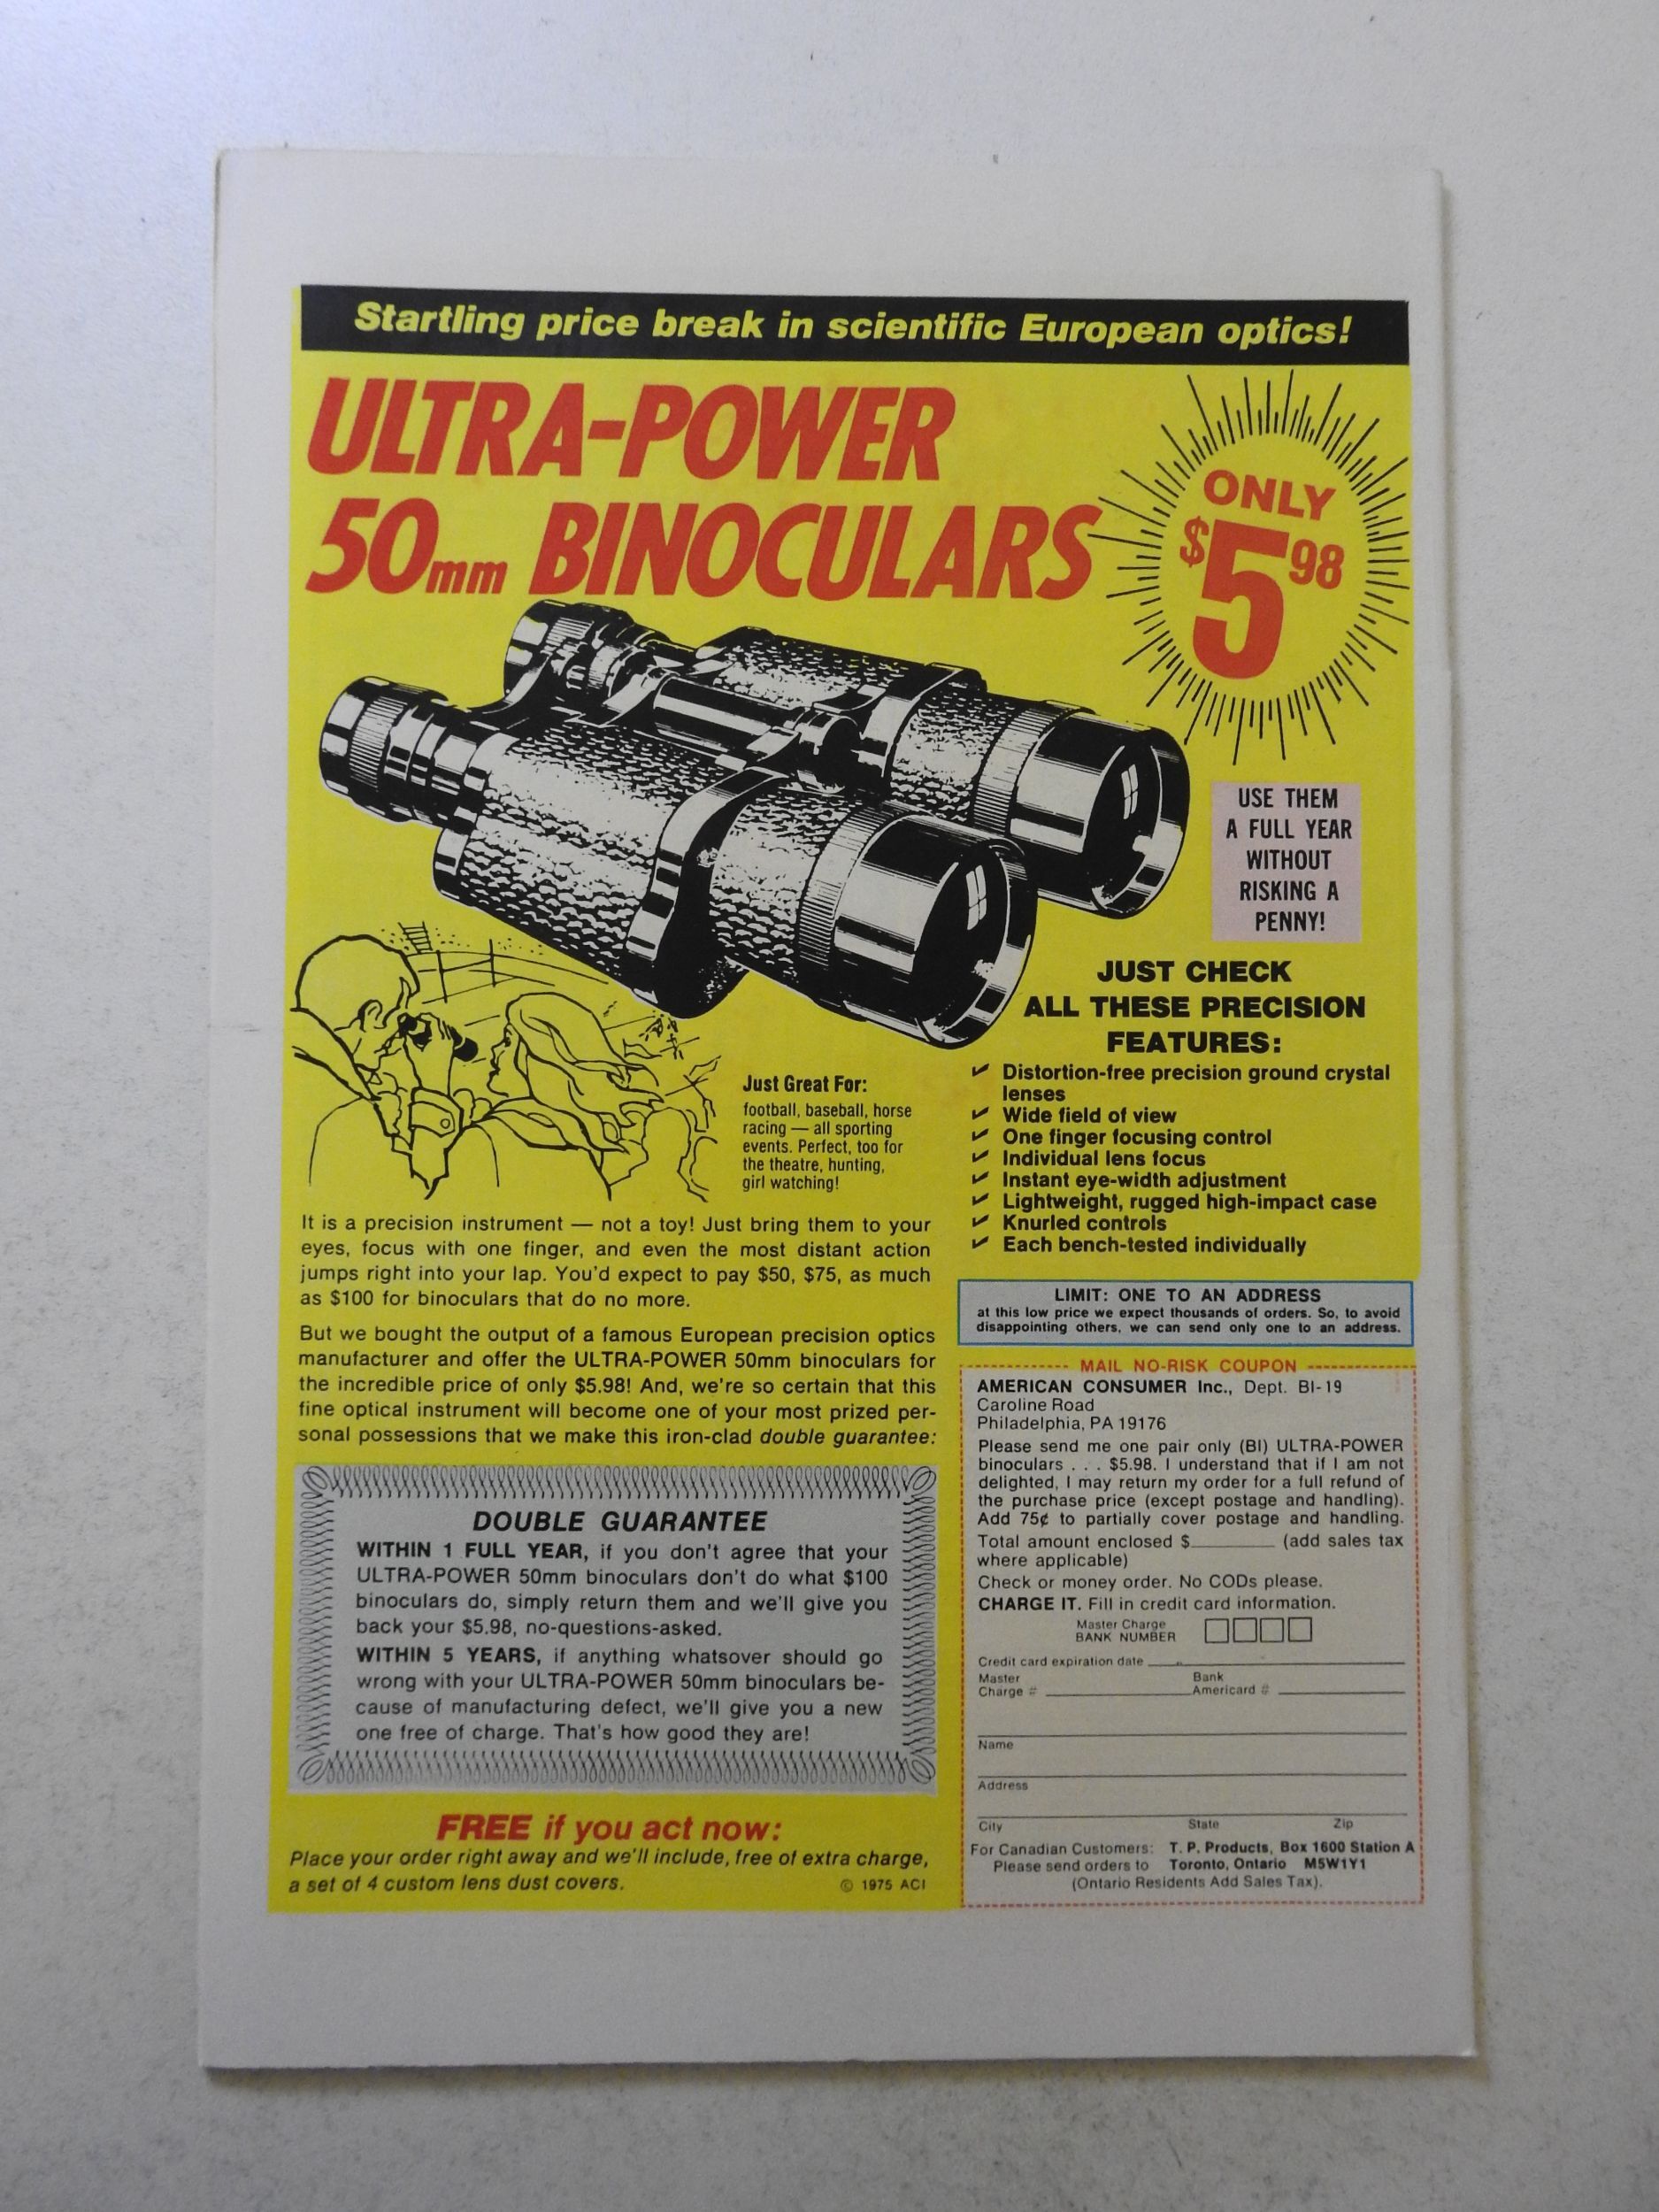 Startling price break in scientific European optics!
ULTRA-POWER
50mm BINOCULARS
ONLY
$5 98
USE THEM
A FULL YEAR
WITHOUT
RISKING A
PENNY!
JUST CHECK
ALL THESE PRECISION
FEATURES:
✓ Distortion-free precision ground crystal
lenses
✓ Wide field of view
✓ One finger focusing control
✓ Individual lens focus
✓ Instant eye-width adjustment
✓ Lightweight, rugged high-impact case
✓ Knurled controls
✓ Each bench-tested individually
Just Great For:
football, baseball, horse
racing — all sporting
events. Perfect, too for
the theatre, hunting,
girl watching!
It is a precision instrument — not a toy! Just bring them to your
eyes, focus with one finger, and even the most distant action
jumps right into your lap. You'd expect to pay $50, $75, as much
as $100 for binoculars that do no more.
But we bought the output of a famous European precision optics
manufacturer and offer the ULTRA-POWER 50mm binoculars for
the incredible price of only $5.98! And, we're so certain that this
fine optical instrument will become one of your most prized per-
sonal possessions that we make this iron-clad double guarantee:
DOUBLE GUARANTEE
WITHIN 1 FULL YEAR, if you don't agree that your
ULTRA-POWER 50mm binoculars don't do what $100
binoculars do, simply return them and we'll give you
back your $5.98, no-questions-asked.
WITHIN 5 YEARS, if anything whatsover should go
wrong with your ULTRA-POWER 50mm binoculars be-
cause of manufacturing defect, we'll give you a new
one free of charge. That's how good they are!
FREE if you act now:
Place your order right away and we'll include, free of extra charge,
a set of 4 custom lens dust covers.
© 1975 ACI
LIMIT: ONE TO AN ADDRESS
at this low price we expect thousands of orders. So, to avoid
disappointing others, we can send only one to an address.
MAIL NO-RISK COUPON
AMERICAN CONSUMER Inc., Dept. BI-19
Caroline Road
Philadelphia, PA 19176
Please send me one pair only (BI) ULTRA-POWER
binoculars . . . $5.98. I understand that if I am not
delighted, I may return my order for a full refund of
the purchase price (except postage and handling).
Add 75¢ to partially cover postage and handling.
Total amount enclosed $________ (add sales tax
where applicable)
Check or money order. No CODs please.
CHARGE IT. Fill in credit card information.
Master Charge
BANK NUMBER
Credit card expiration date
Master Charge #
Bank Americard #
Name
Address
City State Zip
For Canadian Customers: T. P. Products, Box 1600 Station A
Please send orders to Toronto, Ontario M5W1Y1
(Ontario Residents Add Sales Tax).